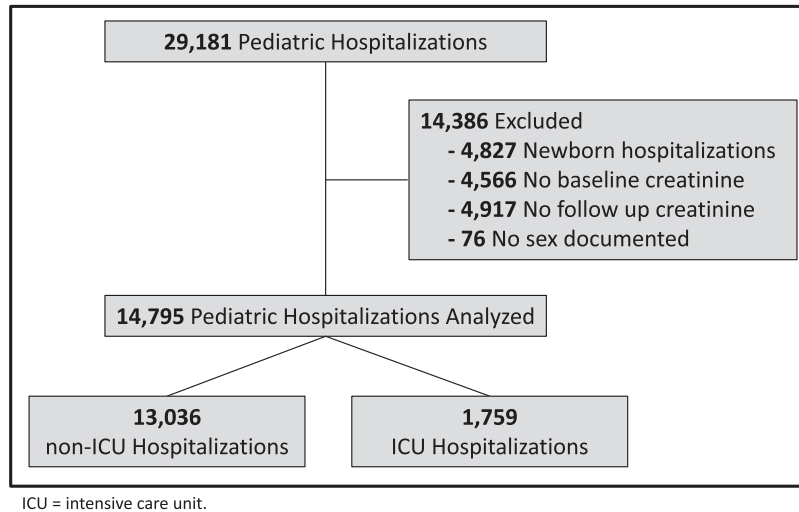 29,181 Pediatric Hospitalizations
14,386 Excluded
- 4,827 Newborn hospitalizations
- 4,566 No baseline creatinine
- 4,917 No follow up creatinine
- 76 No sex documented
14,795 Pediatric Hospitalizations Analyzed
13,036
non-ICU Hospitalizations
1,759
ICU Hospitalizations
ICU = intensive care unit.